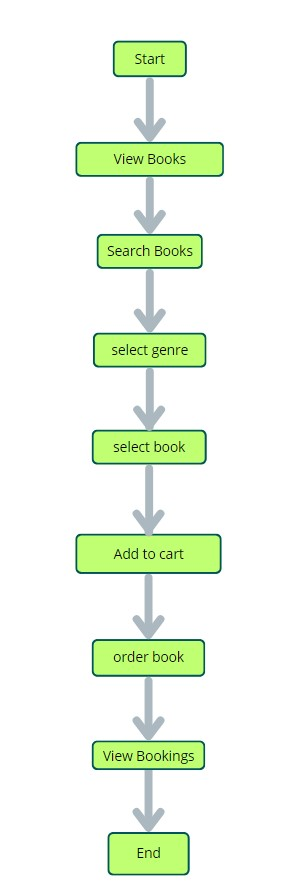 Start
View Books
Search Books
select genre
select book
Add to cart
order book
View Bookings
End